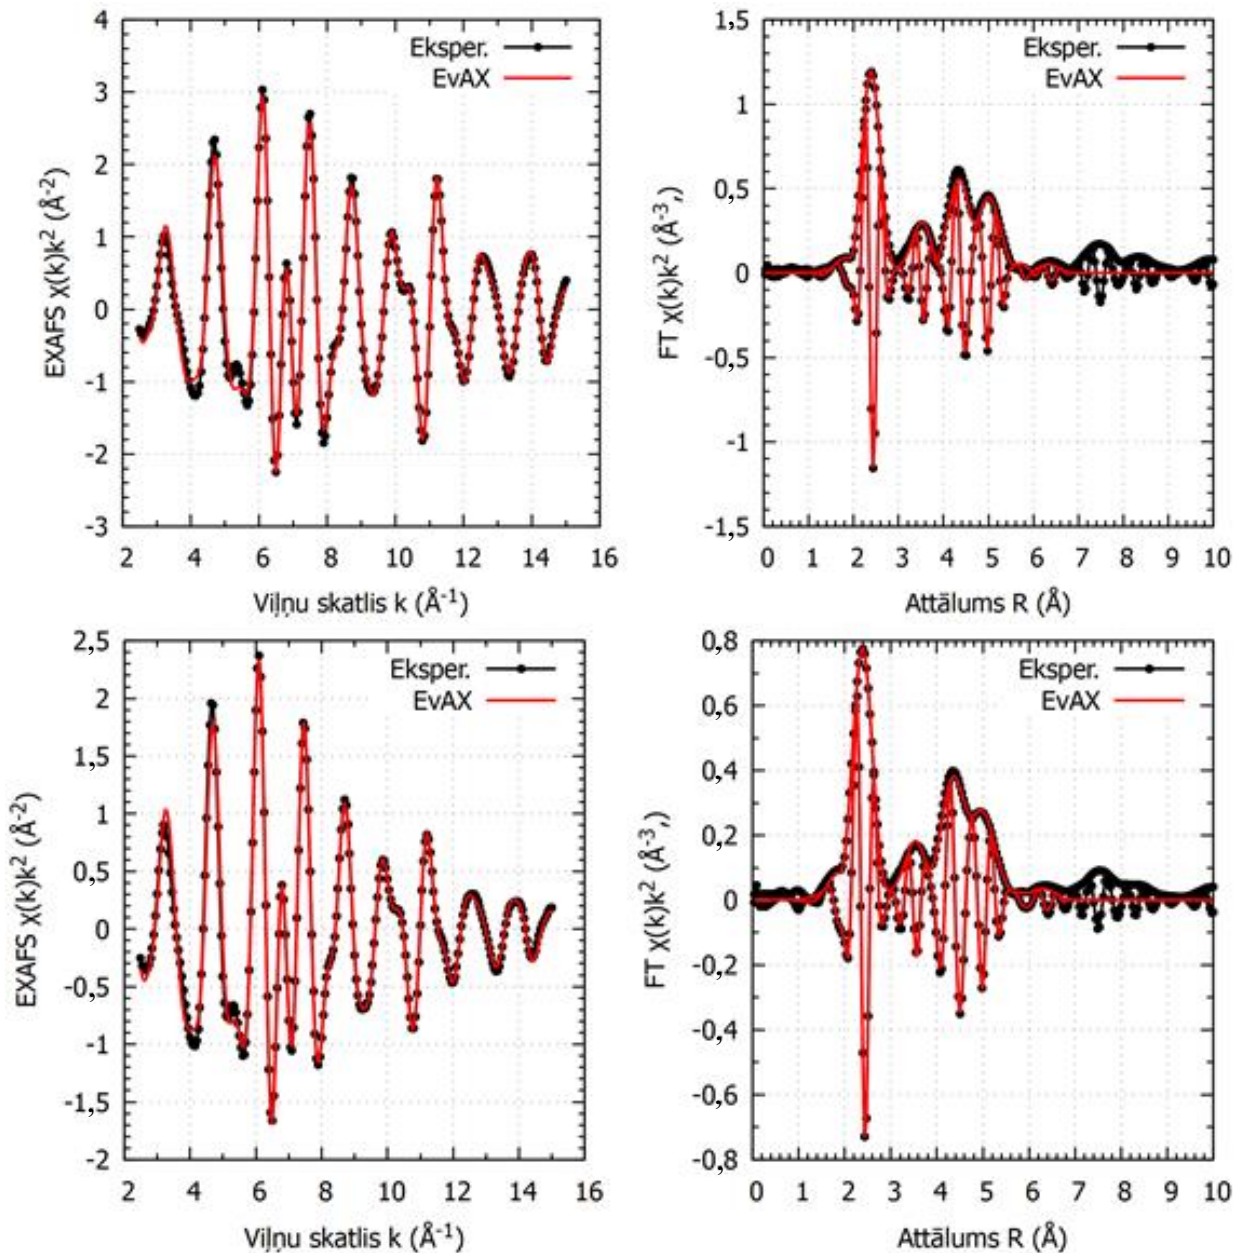 4
3
2
1
0
-1
-2
-3
2 4 6 8 10 12 14 16
EXAFS χ(k)k² (Å⁻²)
Viļņu skatlis k (Å⁻¹)
Eksper.
EvAX
1,5
1
0,5
0
-0,5
-1
-1,5
0 1 2 3 4 5 6 7 8 9 10
FT χ(k)k² (Å⁻³,)
Attālums R (Å)
Eksper.
EvAX
2,5
2
1,5
1
0,5
0
-0,5
-1
-1,5
-2
2 4 6 8 10 12 14 16
EXAFS χ(k)k² (Å⁻²)
Viļņu skatlis k (Å⁻¹)
Eksper.
EvAX
0,8
0,6
0,4
0,2
0
-0,2
-0,4
-0,6
-0,8
0 1 2 3 4 5 6 7 8 9 10
FT χ(k)k² (Å⁻³,)
Attālums R (Å)
Eksper.
EvAX